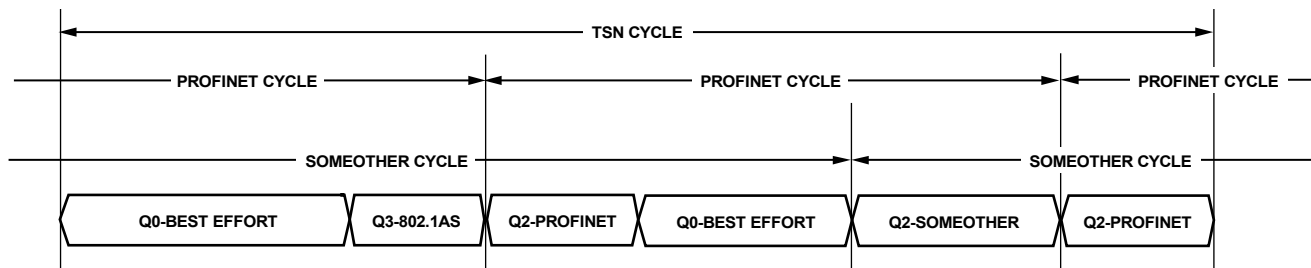 TSN CYCLE
PROFINET CYCLE PROFINET CYCLE PROFINET CYCLE
SOMEOTHER CYCLE SOMEOTHER CYCLE
Q0-BEST EFFORT Q3-802.1AS Q2-PROFINET Q0-BEST EFFORT Q2-SOMEOTHER Q2-PROFINET